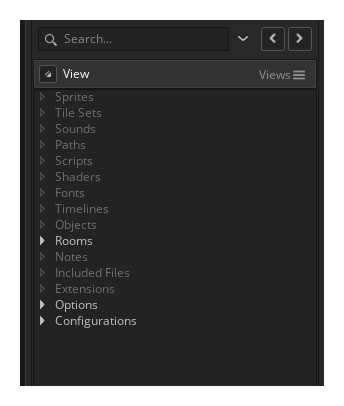 Search...
View Views
Sprites
Tile Sets
Sounds
Paths
Scripts
Shaders
Fonts
Timelines
Objects
Rooms
Notes
Included Files
Extensions
Options
Configurations